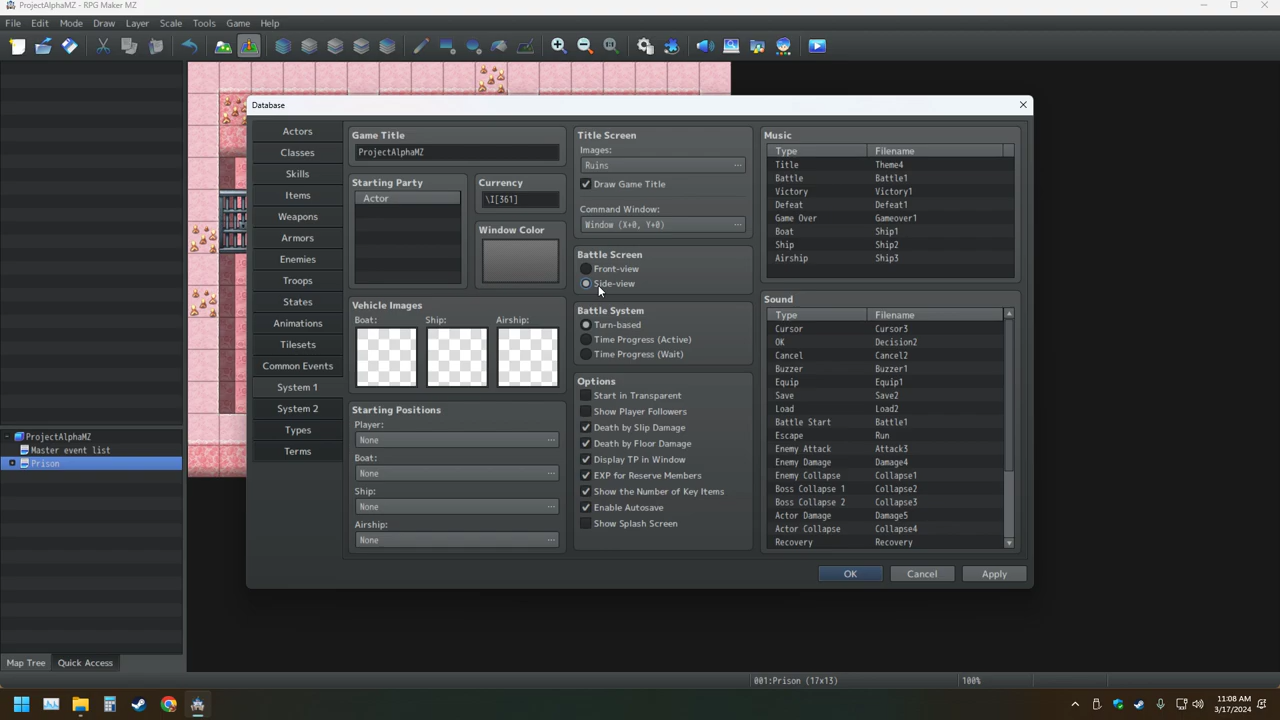 ProjectAlphaMZ - RPG Maker MZ
File Edit Mode Draw Layer Scale Tools Game Help
Database
Actors
Classes
Skills
Items
Weapons
Armors
Enemies
Troops
States
Animations
Tilesets
Common Events
System 1
System 2
Types
Terms
Game Title
ProjectAlphaMZ
Starting Party
Actor
Currency
\I[361]
Window Color
Vehicle Images
Boat: Ship: Airship:
Starting Positions
Player:
None ...
Boat:
None ...
Ship:
None ...
Airship:
None ...
Title Screen
Images:
Ruins ...
Draw Game Title
Command Window:
Window (X+0, Y+0) ...
Battle Screen
Front-view
Side-view
Battle System
Turn-based
Time Progress (Active)
Time Progress (Wait)
Options
Start in Transparent
Show Player Followers
Death by Slip Damage
Death by Floor Damage
Display TP in Window
EXP for Reserve Members
Show the Number of Key Items
Enable Autosave
Show Splash Screen
Music
Type Filename
Title Theme4
Battle Battle1
Victory Victory1
Defeat Defeat1
Game Over Gameover1
Boat Ship1
Ship Ship2
Airship Ship3
Sound
Type Filename
Cursor Cursor3
OK Decision2
Cancel Cancel2
Buzzer Buzzer1
Equip Equip1
Save Save2
Load Load2
Battle Start Battle1
Escape Run
Enemy Attack Attack3
Enemy Damage Damage4
Enemy Collapse Collapse1
Boss Collapse 1 Collapse2
Boss Collapse 2 Collapse3
Actor Damage Damage5
Actor Collapse Collapse4
Recovery Recovery
OK Cancel Apply
ProjectAlphaMZ
Master event list
Prison
Map Tree Quick Access
001:Prison (17x13) 100%
11:08 AM
3/17/2024